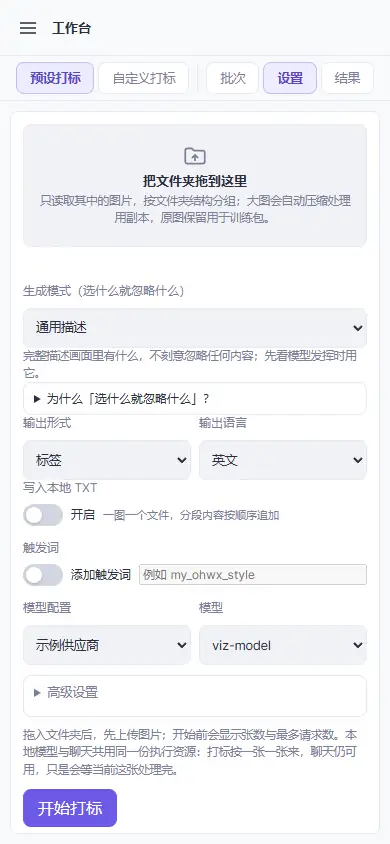 工作台
预设打标 自定义打标 批次 设置 结果
把文件夹拖到这里
只读取其中的图片，按文件夹结构分组；大图会自动压缩处理
用副本，原图保留用于训练包。
生成模式（选什么就忽略什么）
通用描述
完整描述画面里有什么，不刻意忽略任何内容；先看模型发挥时用
它。
▶ 为什么「选什么就忽略什么」？
输出形式 输出语言
标签 英文
写入本地 TXT
开启 一图一个文件，分段内容按顺序追加
触发词
添加触发词 例如 my_ohwx_style
模型配置 模型
示例供应商 viz-model
▶ 高级设置
拖入文件夹后，先上传图片；开始前会显示张数与最多请求数。本
地模型与聊天共用同一份执行资源：打标按一张一张来，聊天仍可
用，只是会等当前这张处理完。
开始打标